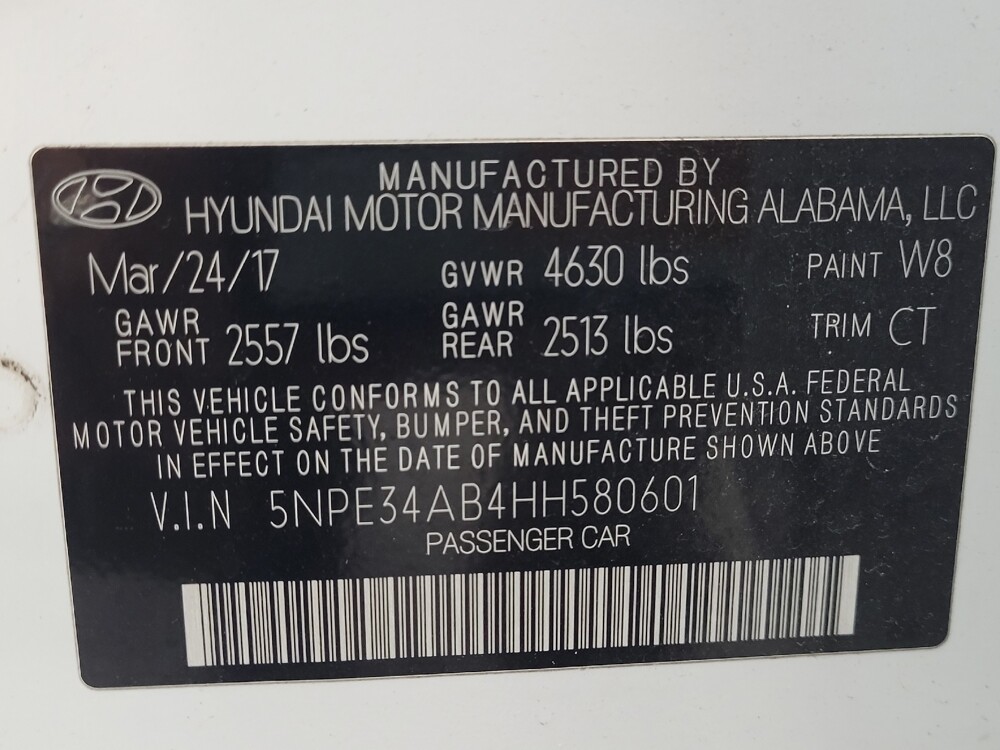 MANUFACTURED BY
HYUNDAI MOTOR MANUFACTURING ALABAMA, LLC
Mar/24/17 GVWR 4630 lbs PAINT W8
GAWR FRONT 2557 lbs GAWR REAR 2513 lbs TRIM CT
THIS VEHICLE CONFORMS TO ALL APPLICABLE U.S.A. FEDERAL
MOTOR VEHICLE SAFETY, BUMPER, AND THEFT PREVENTION STANDARDS
IN EFFECT ON THE DATE OF MANUFACTURE SHOWN ABOVE
V.I.N 5NPE34AB4HH580601
PASSENGER CAR